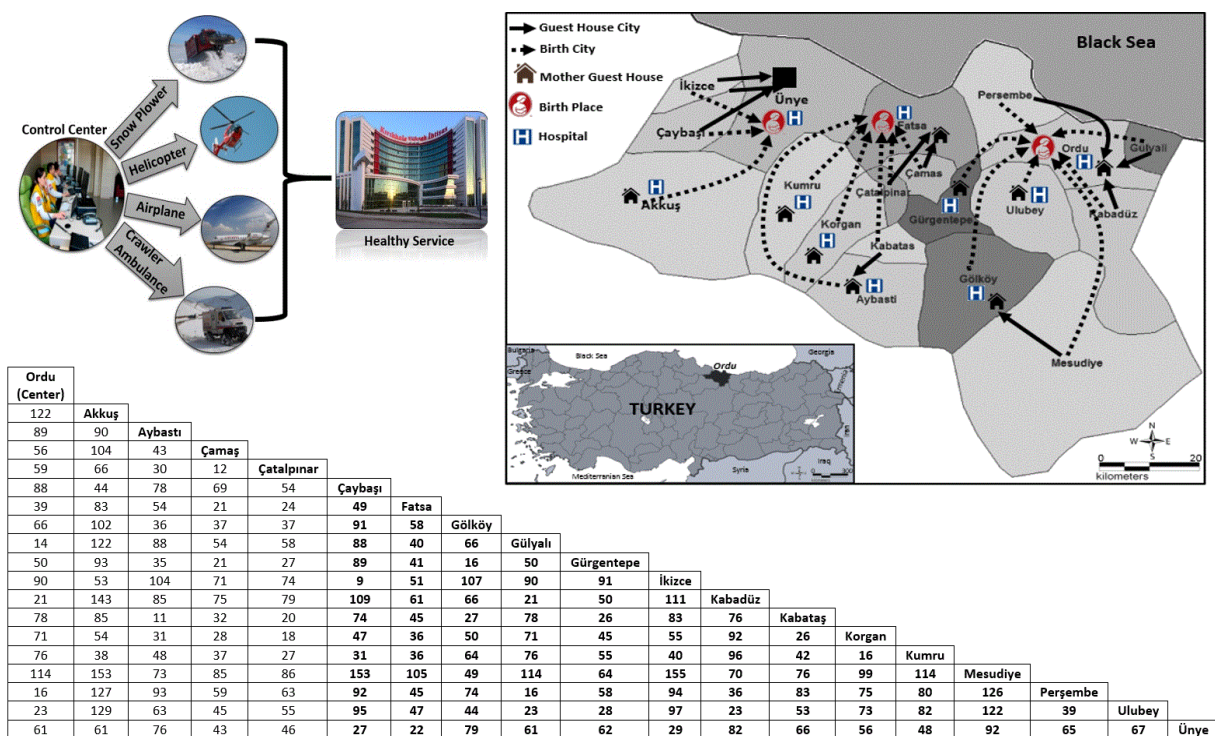 Control Center
Snow Plower
Helicopter
Airplane
Crawler
Ambulance
Healthy Service
Guest House City
Birth City
Mother Guest House
Birth Place
H Hospital
Black Sea
İkizce
Ünye
H
Çaybaşı
H
Akkuş
H
Fatsa
Persembe
Ordu
H
Gülyali
Kumru
H
Çatalpınar
Çamas
Korgan
H
H
Gürgentepe
Ulubey
H
Kabadüz
Kabatas
H
Aybasti
Gölköy
H
Mesudiye
N
W E
S
0 20
kilometers
Bulgaria
Black Sea
Ordu
Georgia
Greece
TURKEY
Iran
Syria
Iraq
Mediterranean Sea
Ordu
(Center)
122 Akkuş
89 90 Aybastı
56 104 43 Çamaş
59 66 30 12 Çatalpınar
88 44 78 69 54 Çaybaşı
39 83 54 21 24 49 Fatsa
66 102 36 37 37 91 58 Gölköy
14 122 88 54 58 88 40 66 Gülyalı
50 93 35 21 27 89 41 16 50 Gürgentepe
90 53 104 71 74 9 51 107 90 91 İkizce
21 143 85 75 79 109 61 66 21 50 111 Kabadüz
78 85 11 32 20 74 45 27 78 26 83 76 Kabataş
71 54 31 28 18 47 36 50 71 45 55 92 26 Korgan
76 38 48 37 27 31 36 64 76 55 40 96 42 16 Kumru
114 153 73 85 86 153 105 49 114 64 155 70 76 99 114 Mesudiye
16 127 93 59 63 92 45 74 16 58 94 36 83 75 80 126 Perşembe
23 129 63 45 55 95 47 44 23 28 97 23 53 73 82 122 39 Ulubey
61 61 76 43 46 27 22 79 61 62 29 82 66 56 48 92 65 67 Ünye